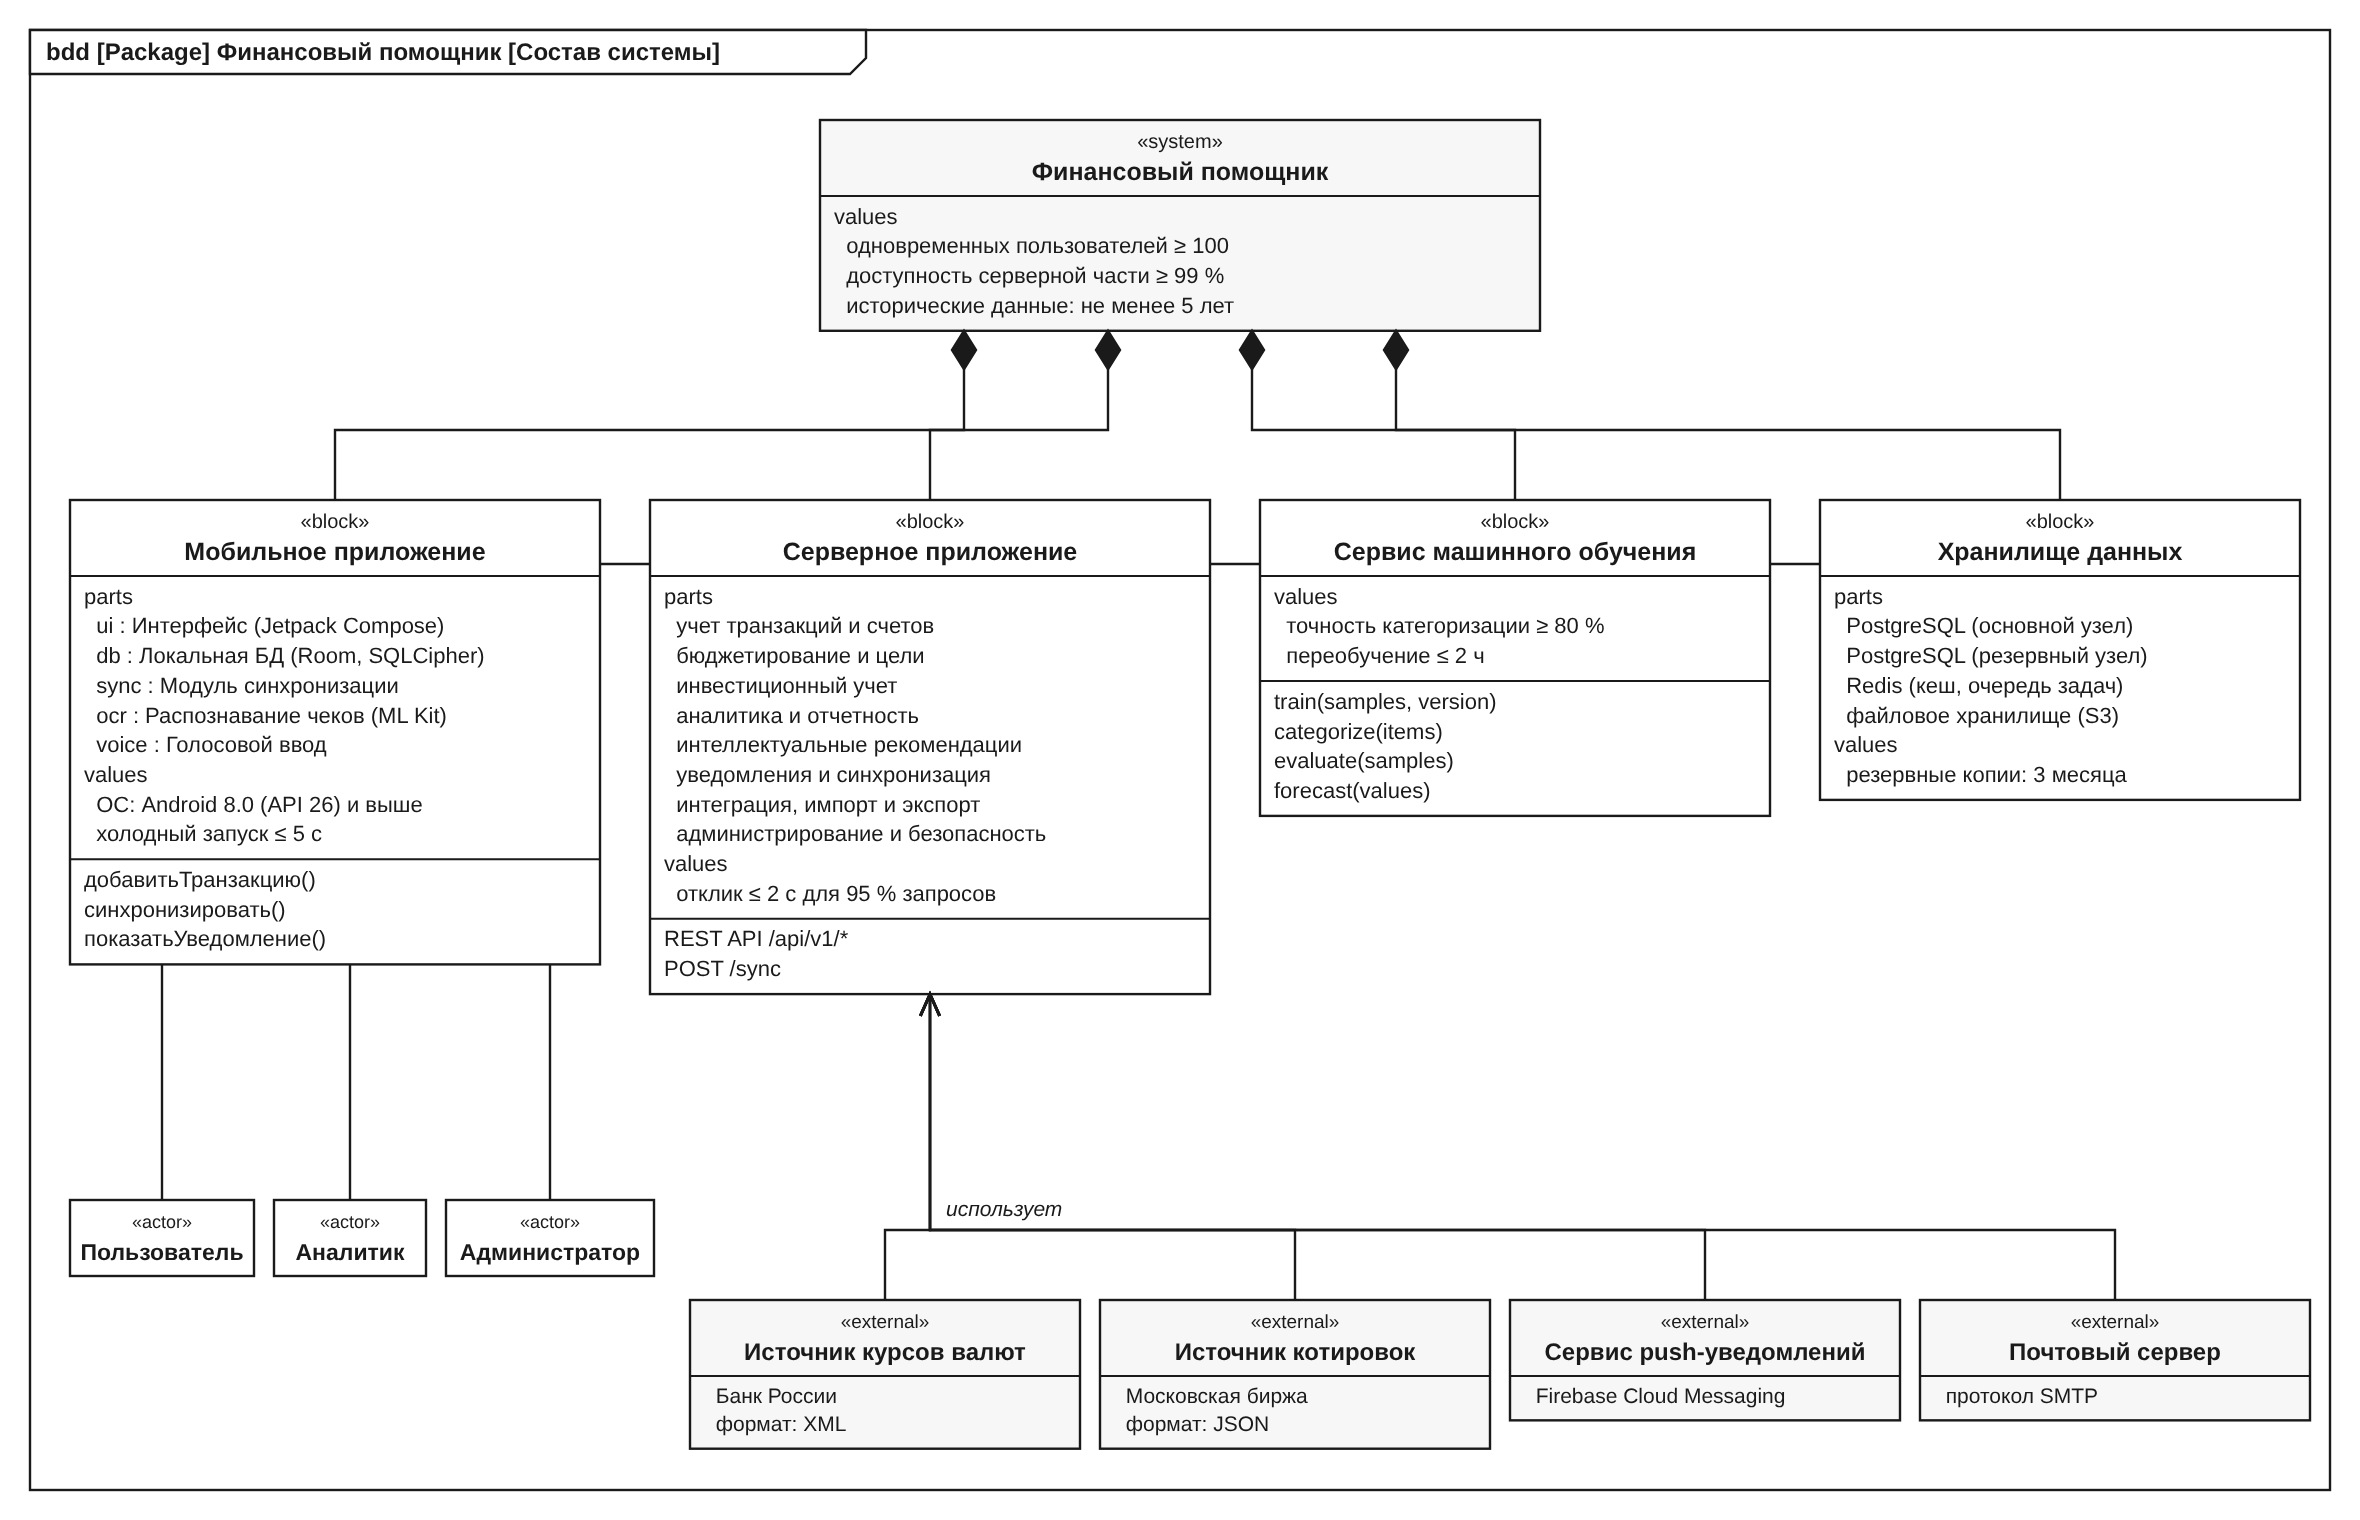 bdd [Package] Финансовый помощник [Состав системы]
«system»
Финансовый помощник
values
одновременных пользователей ≥ 100
доступность серверной части ≥ 99 %
исторические данные: не менее 5 лет
«block»
Мобильное приложение
parts
ui : Интерфейс (Jetpack Compose)
db : Локальная БД (Room, SQLCipher)
sync : Модуль синхронизации
ocr : Распознавание чеков (ML Kit)
voice : Голосовой ввод
values
ОС: Android 8.0 (API 26) и выше
холодный запуск ≤ 5 с
добавитьТранзакцию()
синхронизировать()
показатьУведомление()
«block»
Серверное приложение
parts
учет транзакций и счетов
бюджетирование и цели
инвестиционный учет
аналитика и отчетность
интеллектуальные рекомендации
уведомления и синхронизация
интеграция, импорт и экспорт
администрирование и безопасность
values
отклик ≤ 2 с для 95 % запросов
REST API /api/v1/*
POST /sync
«block»
Сервис машинного обучения
values
точность категоризации ≥ 80 %
переобучение ≤ 2 ч
train(samples, version)
categorize(items)
evaluate(samples)
forecast(values)
«block»
Хранилище данных
parts
PostgreSQL (основной узел)
PostgreSQL (резервный узел)
Redis (кеш, очередь задач)
файловое хранилище (S3)
values
резервные копии: 3 месяца
«actor»
Пользователь
«actor»
Аналитик
«actor»
Администратор
использует
«external»
Источник курсов валют
Банк России
формат: XML
«external»
Источник котировок
Московская биржа
формат: JSON
«external»
Сервис push-уведомлений
Firebase Cloud Messaging
«external»
Почтовый сервер
протокол SMTP